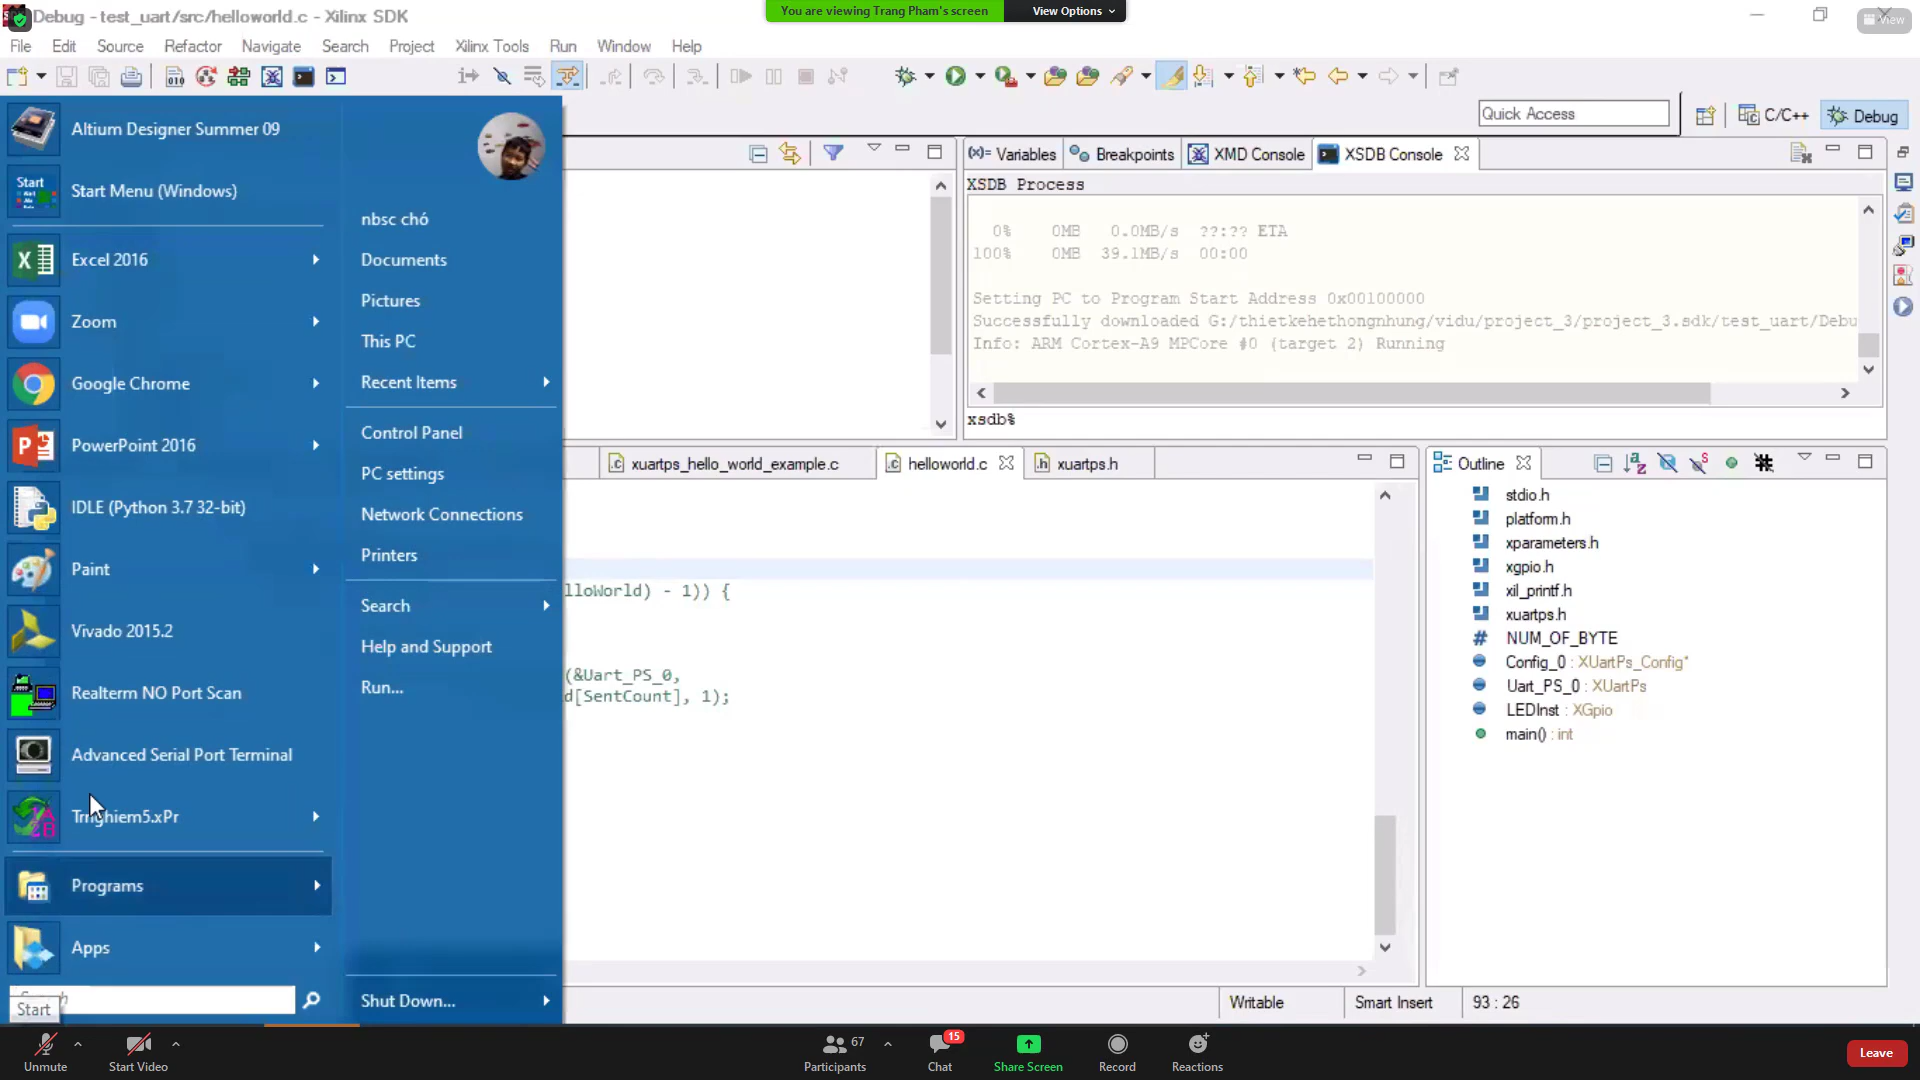 Debug - test_uart/src/helloworld.c - Xilinx SDK
You are viewing Trang Pham's screen
View Options
View
File Edit Source Refactor Navigate Search Project Xilinx Tools Run Window Help
Quick Access
C/C++
Debug
Altium Designer Summer 09
Start
Start Menu (Windows)
Excel 2016
Zoom
Google Chrome
PowerPoint 2016
IDLE (Python 3.7 32-bit)
Paint
Vivado 2015.2
Realterm NO Port Scan
Advanced Serial Port Terminal
Programs
Apps
Start
nbsc chó
Documents
Pictures
This PC
Recent Items
Control Panel
PC settings
Network Connections
Printers
Search
Help and Support
Run...
Shut Down...
(x)= Variables
Breakpoints
XMD Console
XSDB Console
XSDB Process
0% 0MB 0.0MB/s ??:?? ETA
100% 0MB 39.1MB/s 00:00
Setting PC to Program Start Address 0x00100000
Successfully downloaded G:/thietkehethongnhung/vidu/project_3/project_3.sdk/test_uart/Debu
Info: ARM Cortex-A9 MPCore #0 (target 2) Running
xsdb%
xuartps_hello_world_example.c
helloworld.c
xuartps.h
lloWorld) - 1)) {
(&Uart_PS_0,
d[SentCount], 1);
Outline
stdio.h
platform.h
xparameters.h
xgpio.h
xil_printf.h
xuartps.h
# NUM_OF_BYTE
Config_0 : XUartPs_Config*
Uart_PS_0 : XUartPs
LEDInst : XGpio
main() : int
Writable
Smart Insert
93 : 26
Unmute
Start Video
67
Participants
15
Chat
Share Screen
Record
Reactions
Leave